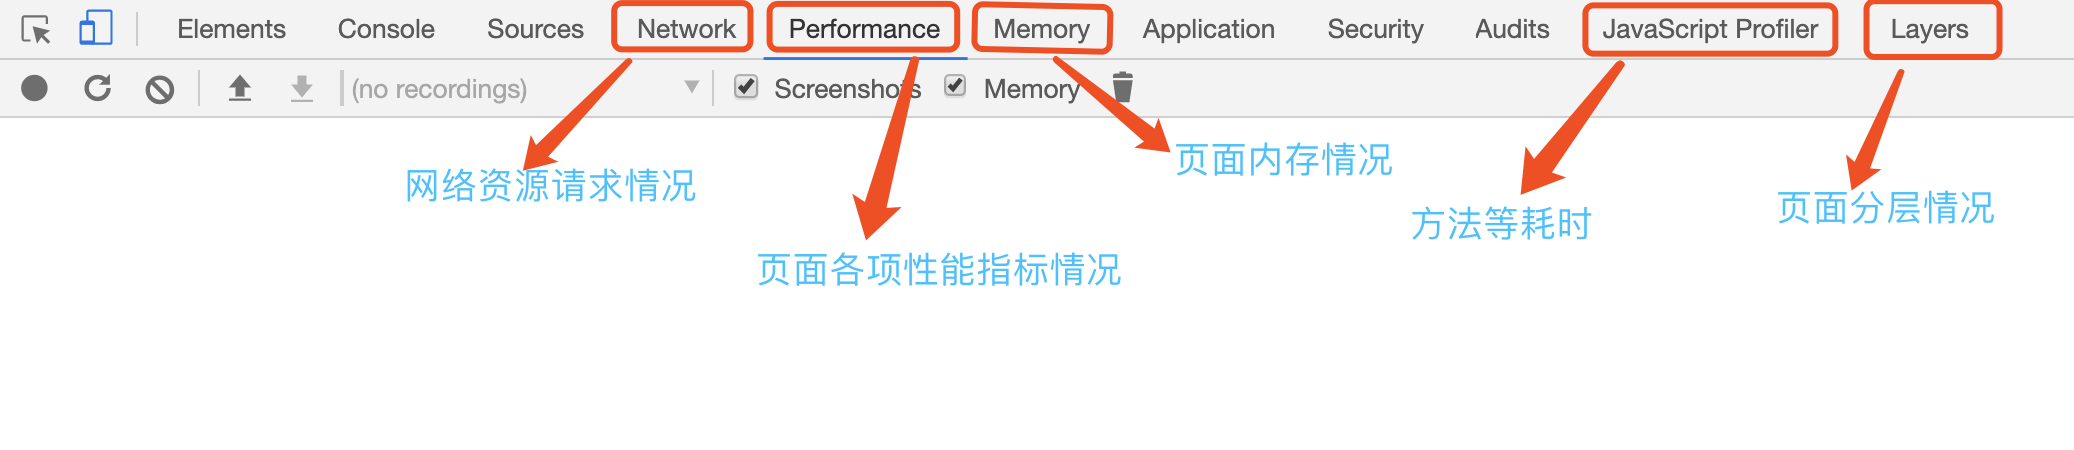 Elements Console Sources Network Performance Memory Application Security Audits JavaScript Profiler Layers
(no recordings) Screenshots Memory
页面内存情况
网络资源请求情况
页面分层情况
方法等耗时
页面各项性能指标情况